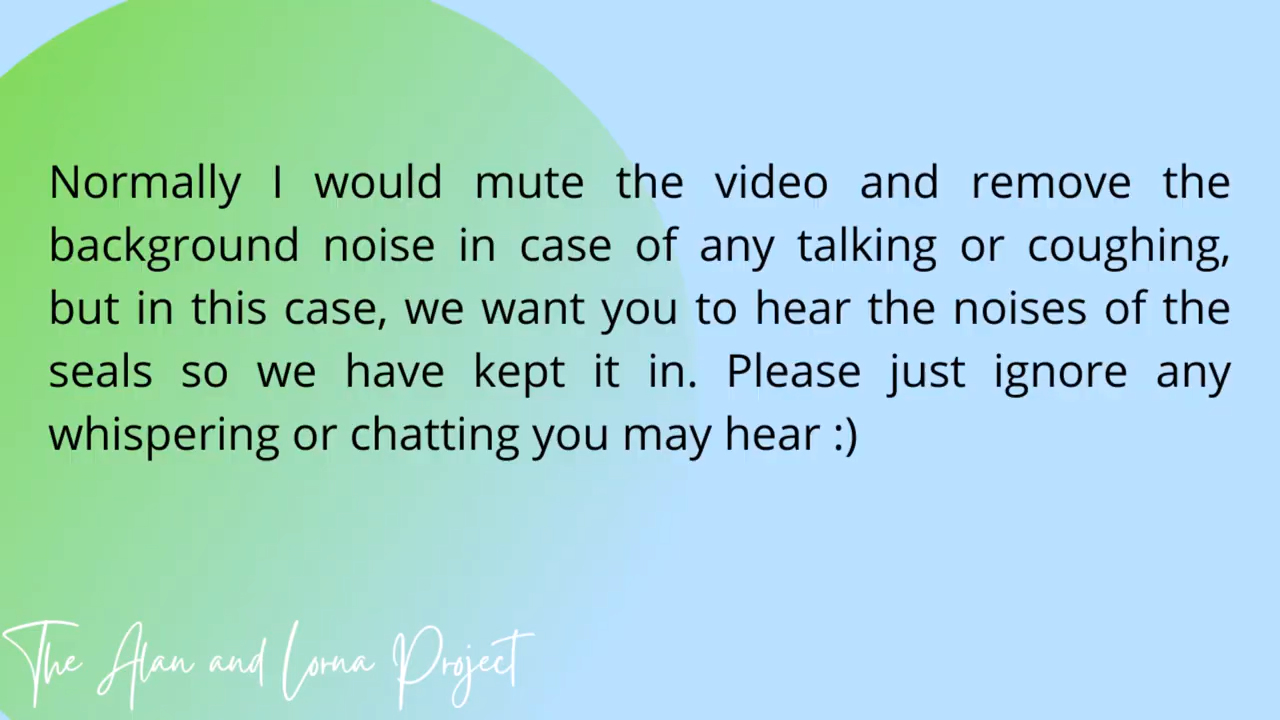 Normally I would mute the video and remove the
background noise in case of any talking or coughing,
but in this case, we want you to hear the noises of the
seals so we have kept it in. Please just ignore any
whispering or chatting you may hear :)
The Alan and Lorna Project